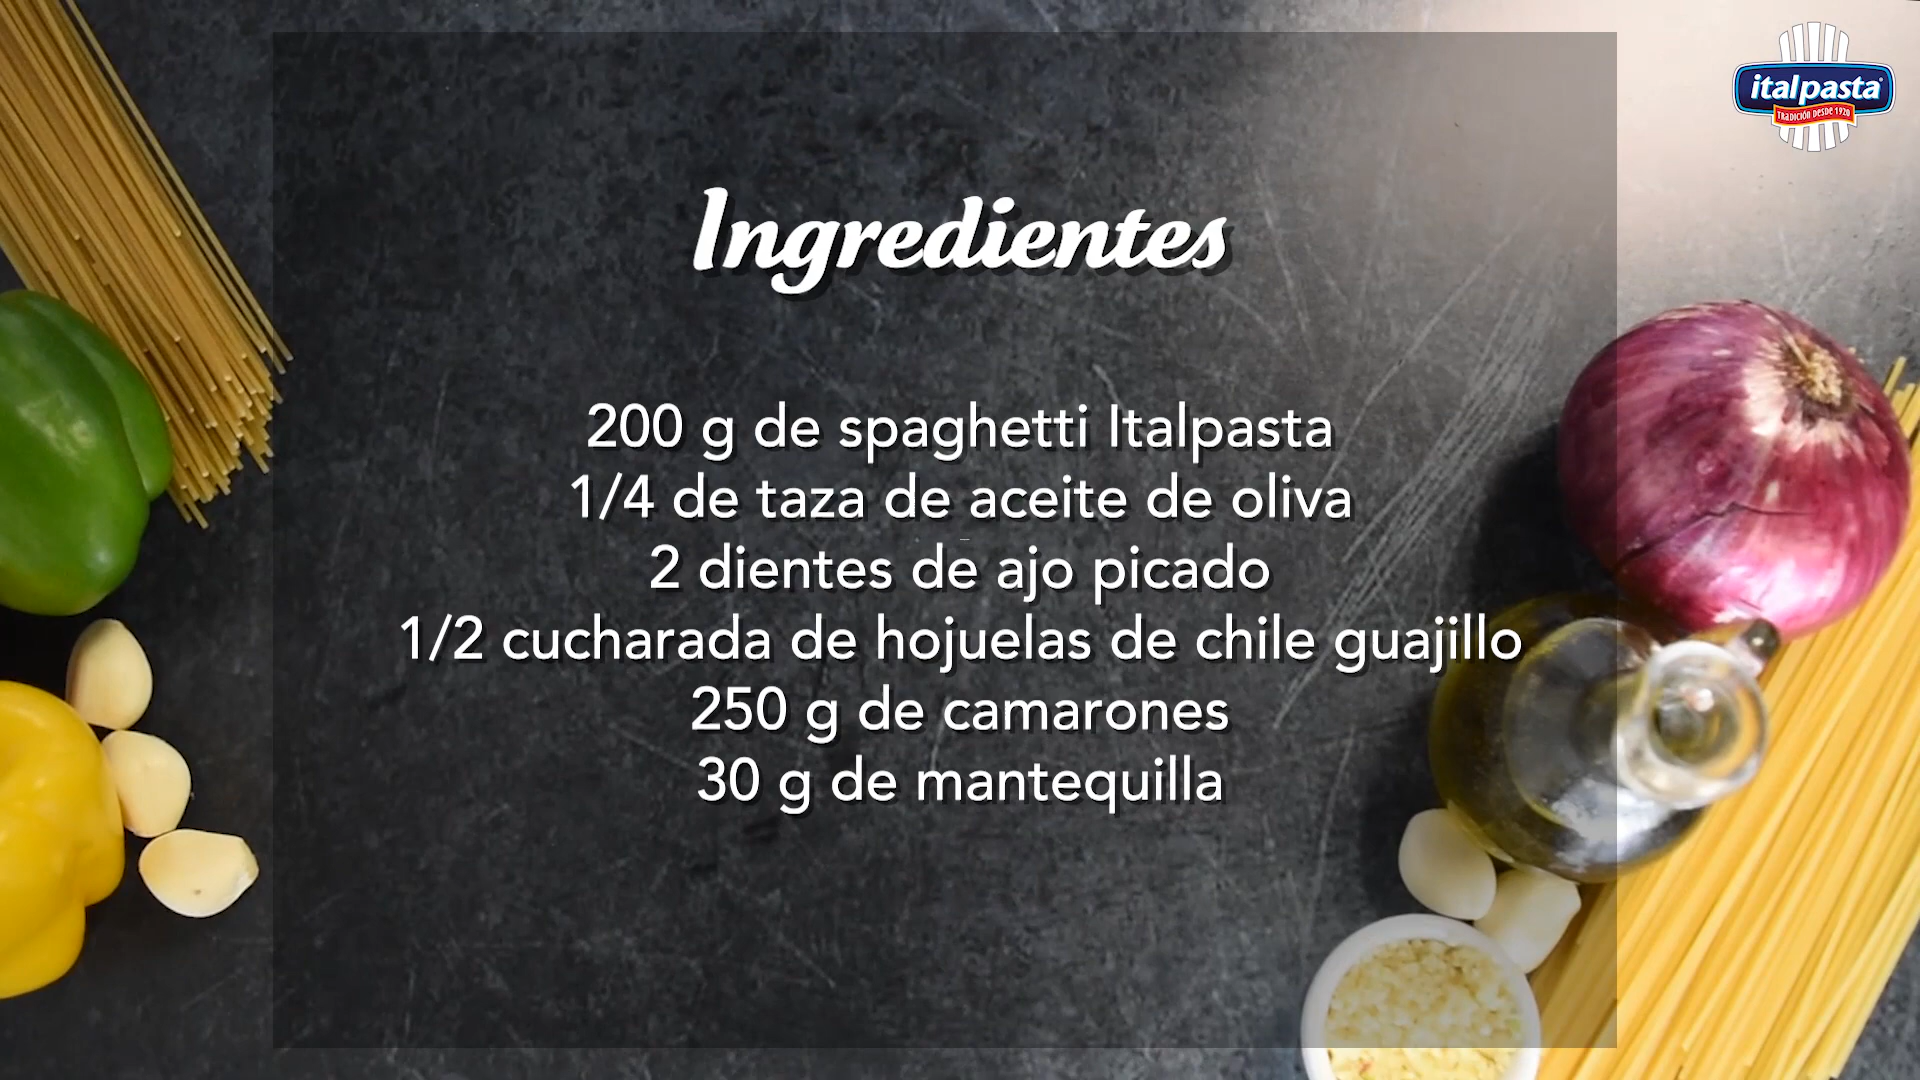 italpasta
TRADICIÓN DESDE 1920
Ingredientes
200 g de spaghetti Italpasta
1/4 de taza de aceite de oliva
2 dientes de ajo picado
1/2 cucharada de hojuelas de chile guajillo
250 g de camarones
30 g de mantequilla